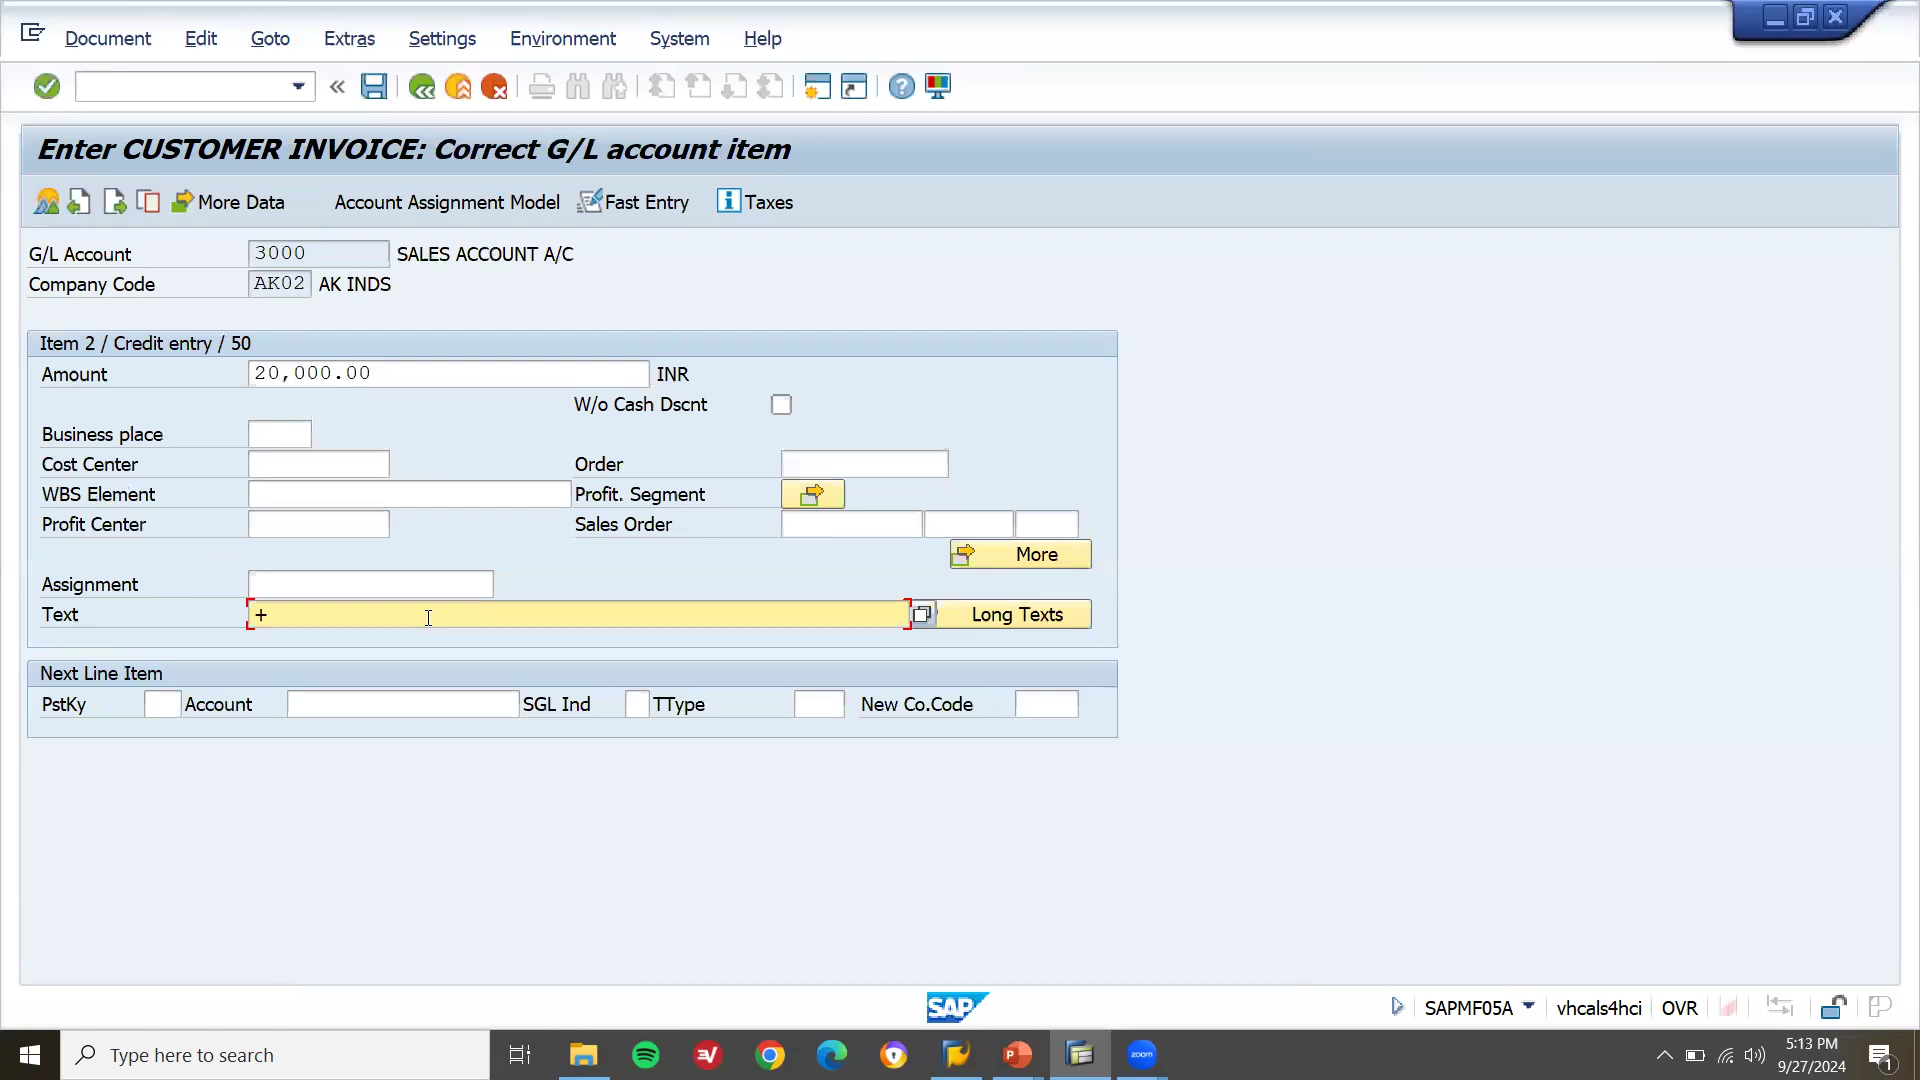 Document Edit Goto Extras Settings Environment System Help
Enter CUSTOMER INVOICE: Correct G/L account item
More Data Account Assignment Model Fast Entry Taxes
G/L Account 3000 SALES ACCOUNT A/C
Company Code AK02 AK INDS
Item 2 / Credit entry / 50
Amount 20,000.00 INR
W/o Cash Dscnt
Business place
Cost Center Order
WBS Element Profit. Segment
Profit Center Sales Order
More
Assignment
Text + Long Texts
Next Line Item
PstKy Account SGL Ind TType New Co.Code
SAP SAPMF05A vhcals4hci OVR
Type here to search
zoom
5:13 PM
9/27/2024
1